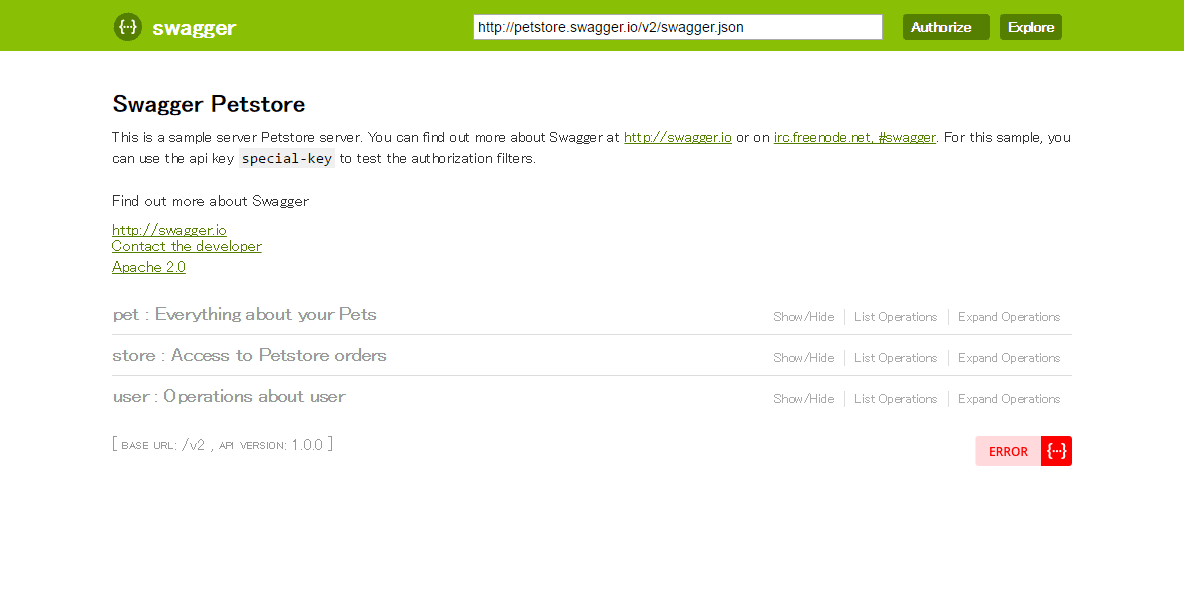 {···} swagger http://petstore.swagger.io/v2/swagger.json Authorize Explore
Swagger Petstore
This is a sample server Petstore server. You can find out more about Swagger at http://swagger.io or on irc.freenode.net, #swagger. For this sample, you
can use the api key special-key to test the authorization filters.
Find out more about Swagger
http://swagger.io
Contact the developer
Apache 2.0
pet : Everything about your Pets Show/Hide List Operations Expand Operations
store : Access to Petstore orders Show/Hide List Operations Expand Operations
user : Operations about user Show/Hide List Operations Expand Operations
[ BASE URL: /v2 , API VERSION: 1.0.0 ] ERROR {···}